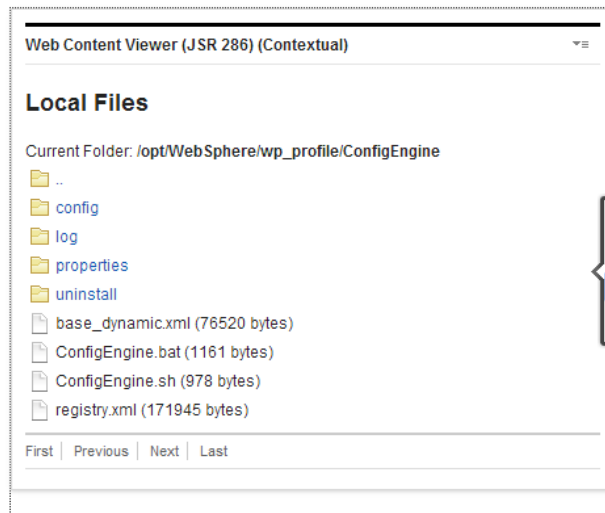 Web Content Viewer (JSR 286) (Contextual)
Local Files
Current Folder: /opt/WebSphere/wp_profile/ConfigEngine
..
config
log
properties
uninstall
base_dynamic.xml (76520 bytes)
ConfigEngine.bat (1161 bytes)
ConfigEngine.sh (978 bytes)
registry.xml (171945 bytes)
First Previous Next Last